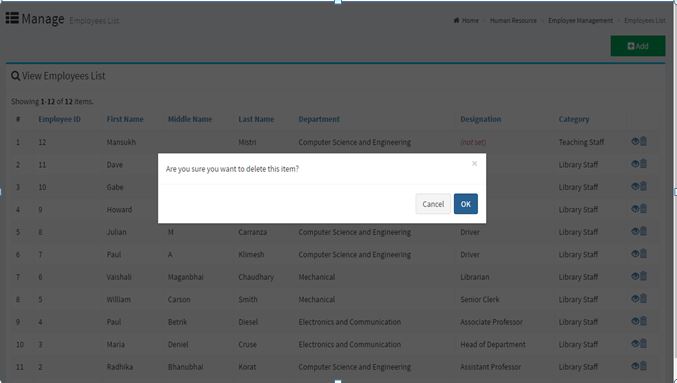 Manage Employees List
Home > Human Resource > Employee Management > Employees List
Add
View Employees List
Showing 1-12 of 12 items.
# Employee ID First Name Middle Name Last Name Department Designation Category
1 12 Mansukh Mistri Computer Science and Engineering (not set) Teaching Staff
2 11 Dave Library Staff
3 10 Gabe Library Staff
4 9 Howard Library Staff
Are you sure you want to delete this item? ×
Cancel OK
5 8 Julian M Carranza Computer Science and Engineering Driver Library Staff
6 7 Paul A Klimesh Computer Science and Engineering Driver Library Staff
7 6 Vaishali Maganbhai Chaudhary Mechanical Librarian Library Staff
8 5 William Carson Smith Mechanical Senior Clerk Library Staff
9 4 Paul Betrik Diesel Electronics and Communication Associate Professor Library Staff
10 3 Maria Deniel Cruse Electronics and Communication Head of Department Library Staff
11 2 Radhika Bhanubhai Korat Computer Science and Engineering Assistant Professor Library Staff